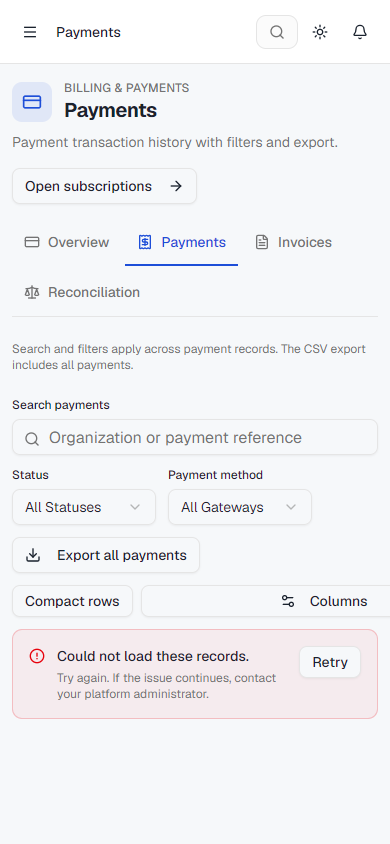 Payments
BILLING & PAYMENTS
Payments
Payment transaction history with filters and export.
Open subscriptions
Overview
Payments
Invoices
Reconciliation
Search and filters apply across payment records. The CSV export
includes all payments.
Search payments
Organization or payment reference
Status
Payment method
All Statuses
All Gateways
Export all payments
Compact rows
Columns
Could not load these records.
Try again. If the issue continues, contact
your platform administrator.
Retry